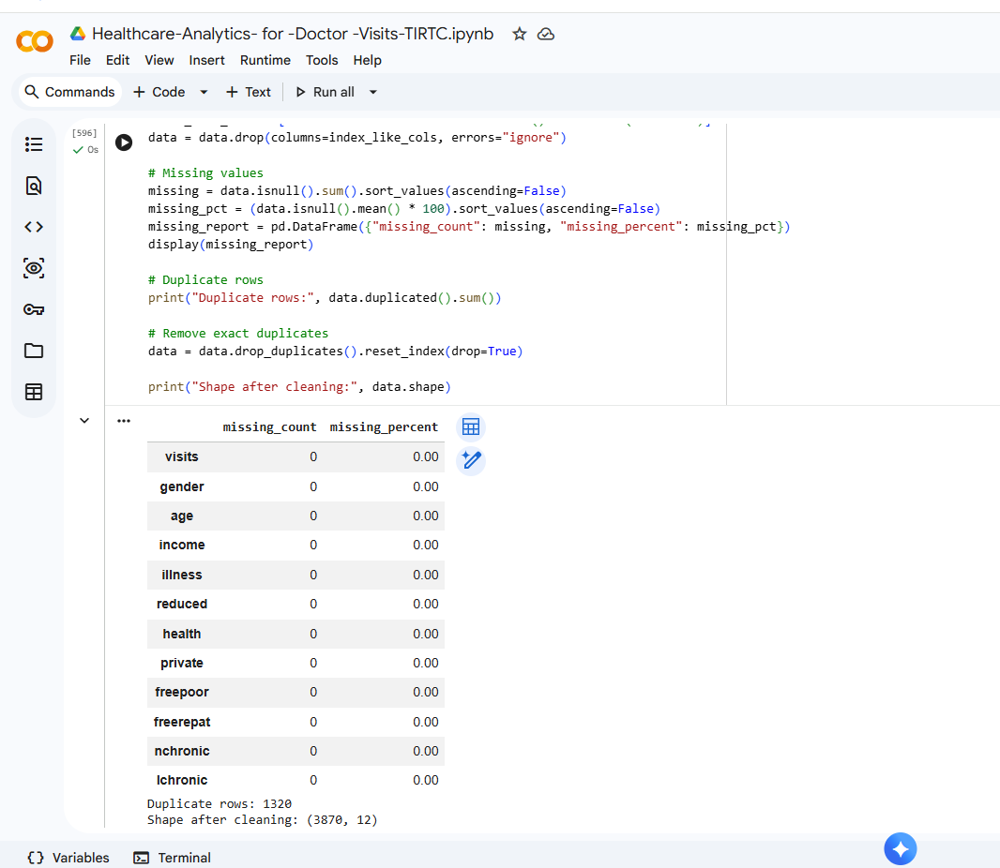 Healthcare-Analytics- for -Doctor -Visits-TIRTC.ipynb
File Edit View Insert Runtime Tools Help
Commands + Code + Text Run all
[596]
0s
data = data.drop(columns=index_like_cols, errors="ignore")
# Missing values
missing = data.isnull().sum().sort_values(ascending=False)
missing_pct = (data.isnull().mean() * 100).sort_values(ascending=False)
missing_report = pd.DataFrame({"missing_count": missing, "missing_percent": missing_pct})
display(missing_report)
# Duplicate rows
print("Duplicate rows:", data.duplicated().sum())
# Remove exact duplicates
data = data.drop_duplicates().reset_index(drop=True)
print("Shape after cleaning:", data.shape)
missing_count missing_percent
visits 0 0.00
gender 0 0.00
age 0 0.00
income 0 0.00
illness 0 0.00
reduced 0 0.00
health 0 0.00
private 0 0.00
freepoor 0 0.00
freerepat 0 0.00
nchronic 0 0.00
lchronic 0 0.00
Duplicate rows: 1320
Shape after cleaning: (3870, 12)
Variables Terminal